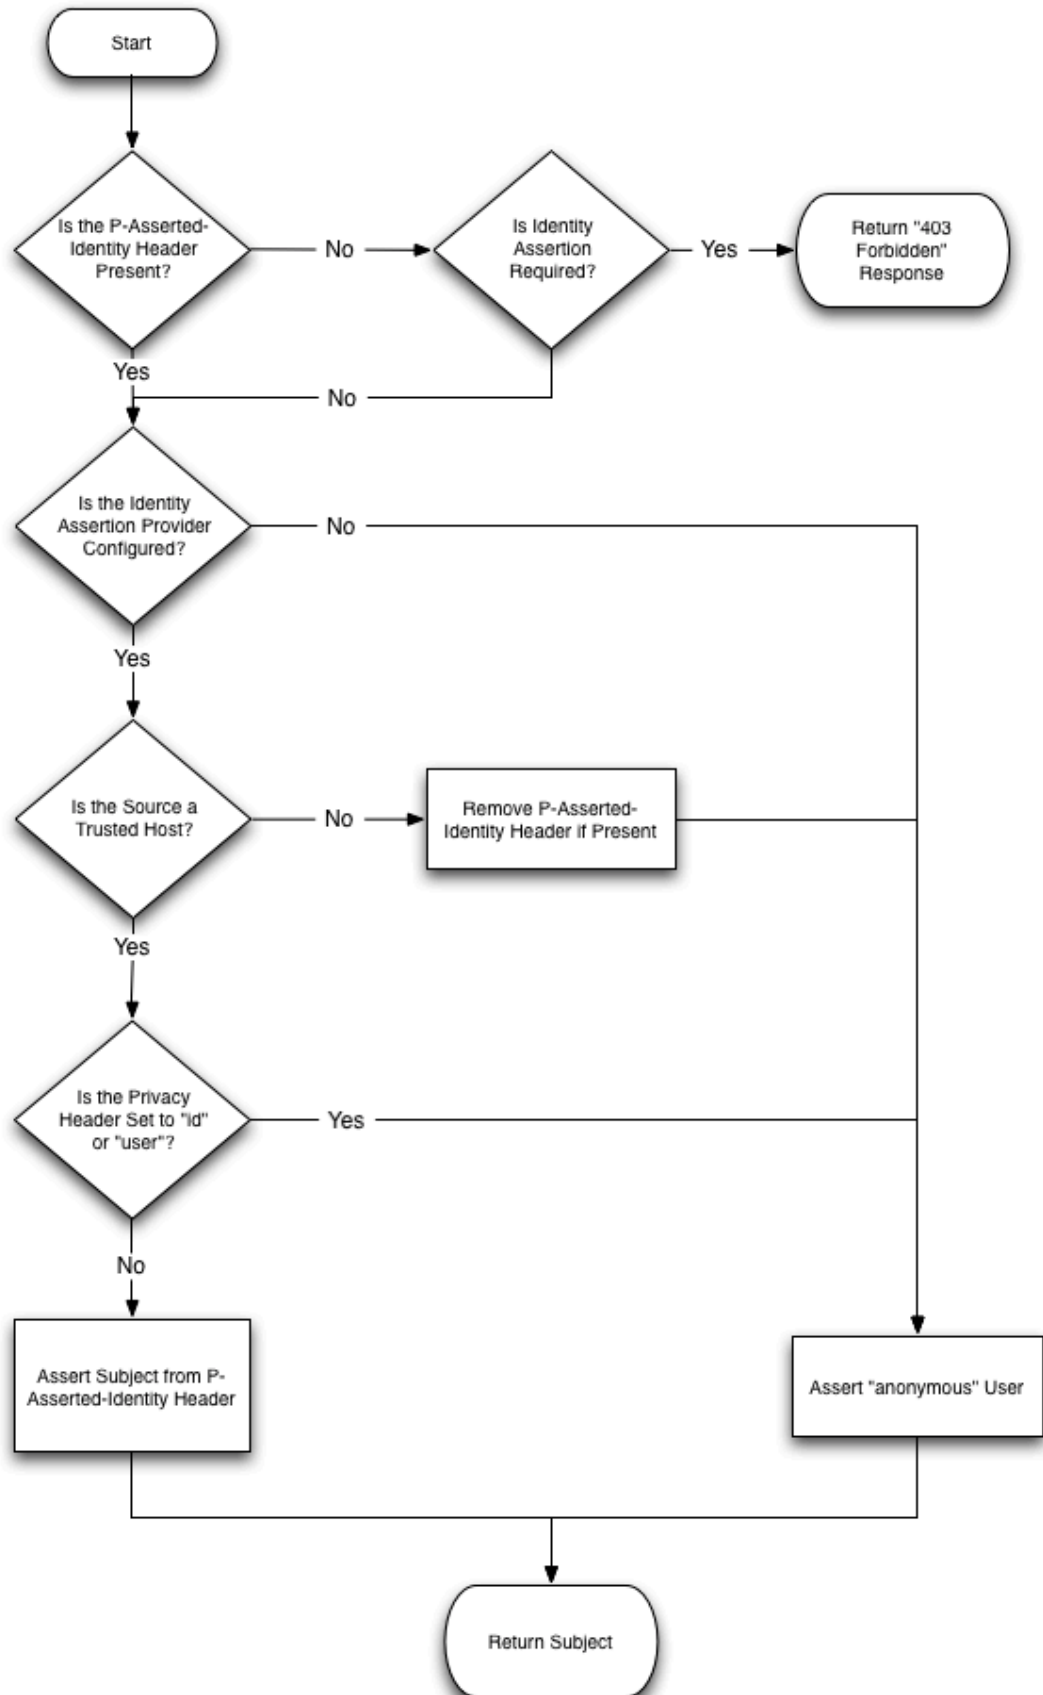 Start
Is the P-Asserted-
Identity Header
Present?
No
Is Identity
Assertion
Required?
Yes
Return "403
Forbidden"
Response
Yes
No
Is the Identity
Assertion Provider
Configured?
No
Yes
Is the Source a
Trusted Host?
No
Remove P-Asserted-
Identity Header if Present
Yes
Is the Privacy
Header Set to "id"
or "user"?
Yes
No
Assert Subject from P-
Asserted-Identity Header
Assert "anonymous" User
Return Subject